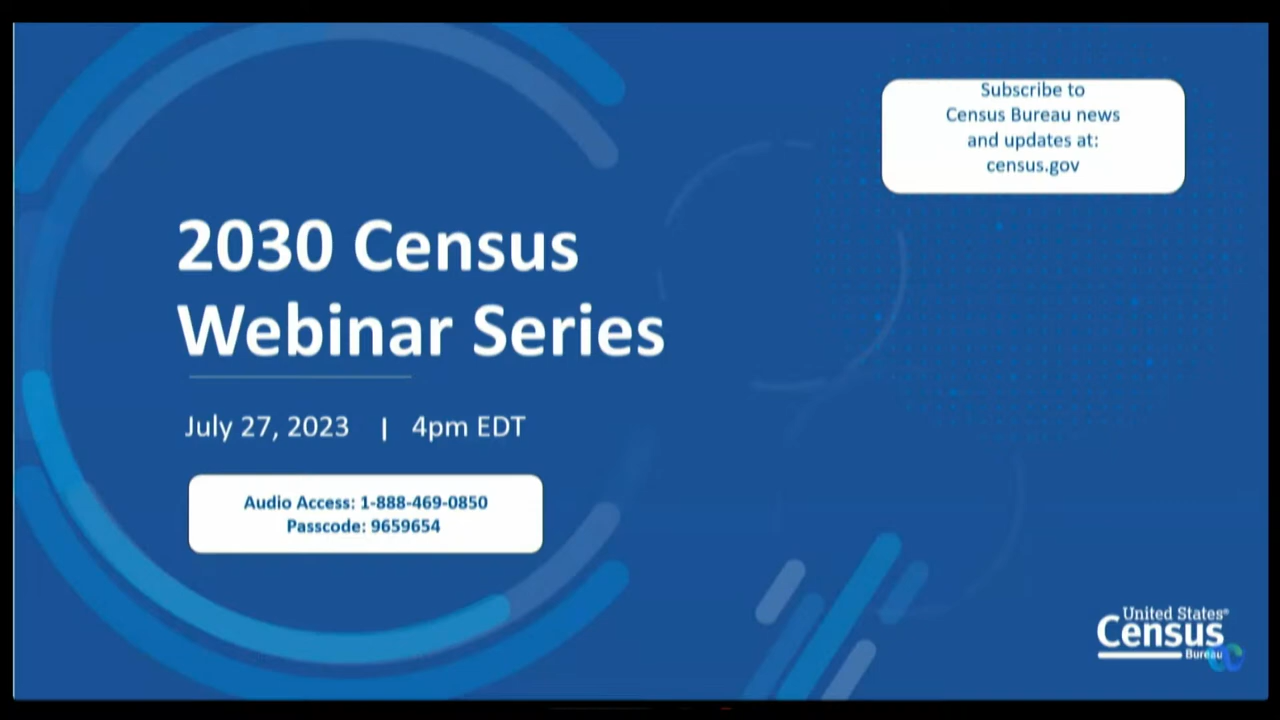 Subscribe to
Census Bureau news
and updates at:
census.gov
2030 Census
Webinar Series
July 27, 2023 | 4pm EDT
Audio Access: 1-888-469-0850
Passcode: 9659654
United States®
Census
Bureau